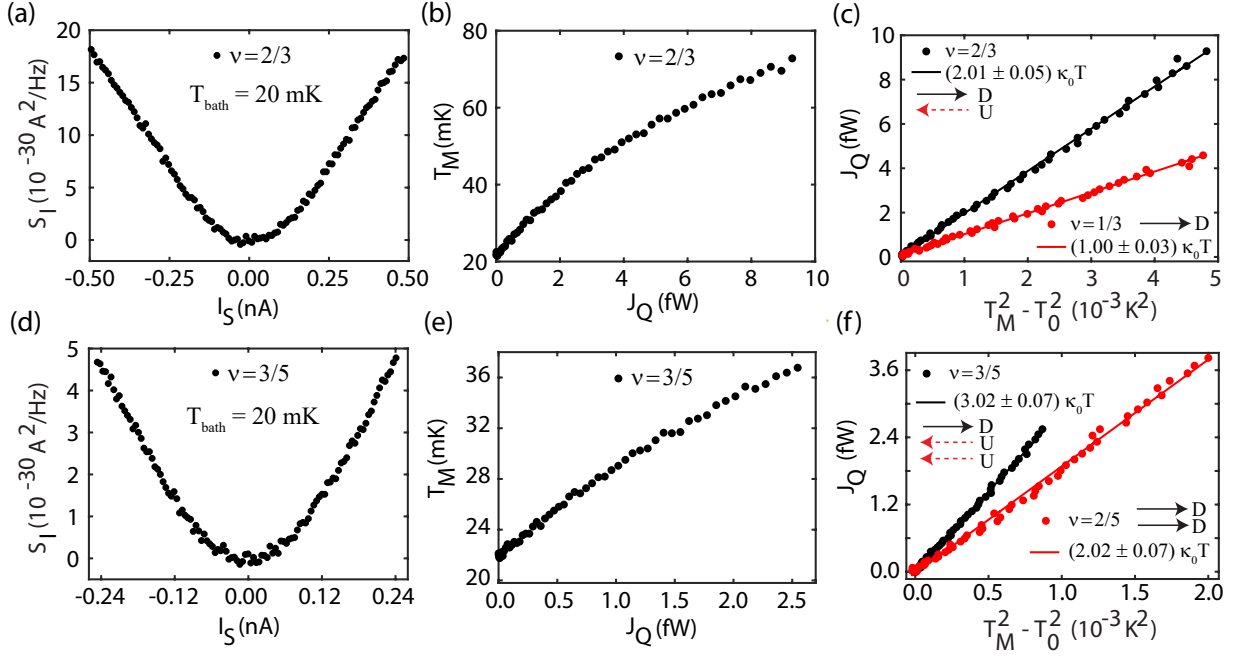 (a)
20
15
10
5
0
S_I (10^-30 A^2/Hz)
ν=2/3
T_bath = 20 mK
-0.50
-0.25
0.00
0.25
0.50
I_S (nA)
(b)
80
60
40
20
T_M (mK)
ν=2/3
0
2
4
6
8
10
J_Q (fW)
(c)
9
6
4
2
0
J_Q (fW)
ν=2/3
(2.01 ± 0.05) κ_0T
D
U
ν=1/3
D
(1.00 ± 0.03) κ_0T
0
1
2
3
4
5
T_M^2 - T_0^2 (10^-3 K^2)
(d)
5
4
3
2
1
0
S_I (10^-30 A^2/Hz)
ν=3/5
T_bath = 20 mK
-0.24
-0.12
0.00
0.12
0.24
I_S (nA)
(e)
36
32
28
24
22
T_M (mK)
ν=3/5
0.0
0.5
1.0
1.5
2.0
2.5
J_Q (fW)
(f)
3.6
2.4
1.2
0.0
J_Q (fW)
ν=3/5
(3.02 ± 0.07) κ_0T
D
U
U
ν=2/5
D
D
(2.02 ± 0.07) κ_0T
0.0
0.5
1.0
1.5
2.0
T_M^2 - T_0^2 (10^-3 K^2)